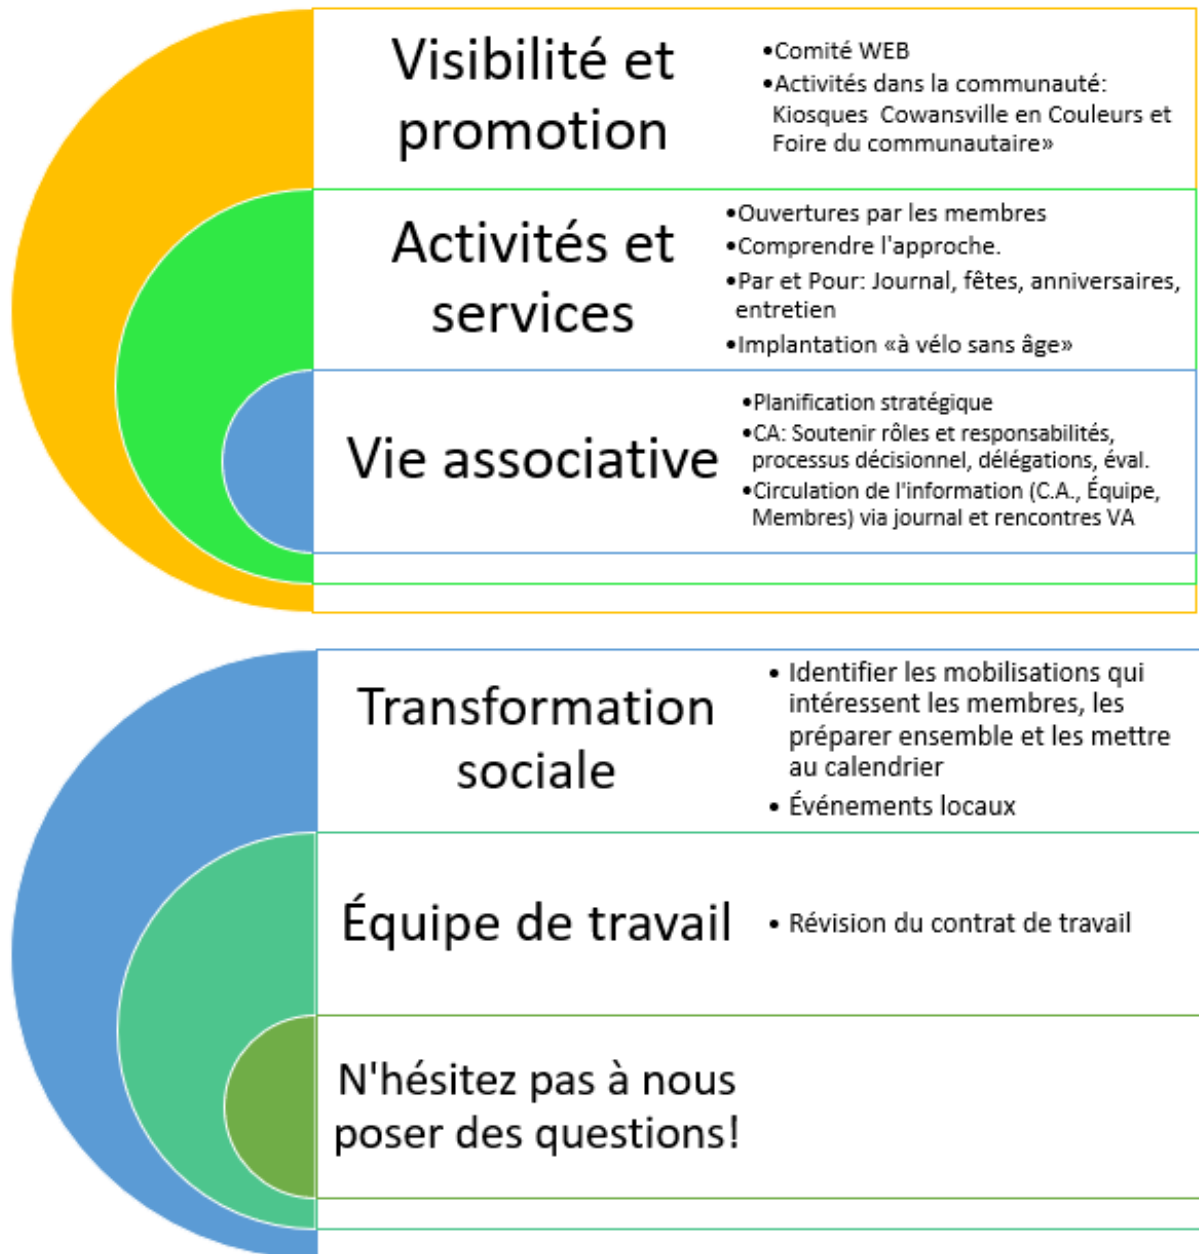 Visibilité et
promotion
•Comité WEB
•Activités dans la communauté:
Kiosques Cowansville en Couleurs et
Foire du communautaire»
Activités et
services
•Ouvertures par les membres
•Comprendre l'approche.
•Par et Pour: Journal, fêtes, anniversaires,
entretien
•Implantation «à vélo sans âge»
Vie associative
•Planification stratégique
•CA: Soutenir rôles et responsabilités,
processus décisionnel, délégations, éval.
•Circulation de l'information (C.A., Équipe,
Membres) via journal et rencontres VA
Transformation
sociale
• Identifier les mobilisations qui
intéressent les membres, les
préparer ensemble et les mettre
au calendrier
• Événements locaux
Équipe de travail
• Révision du contrat de travail
N'hésitez pas à nous
poser des questions!